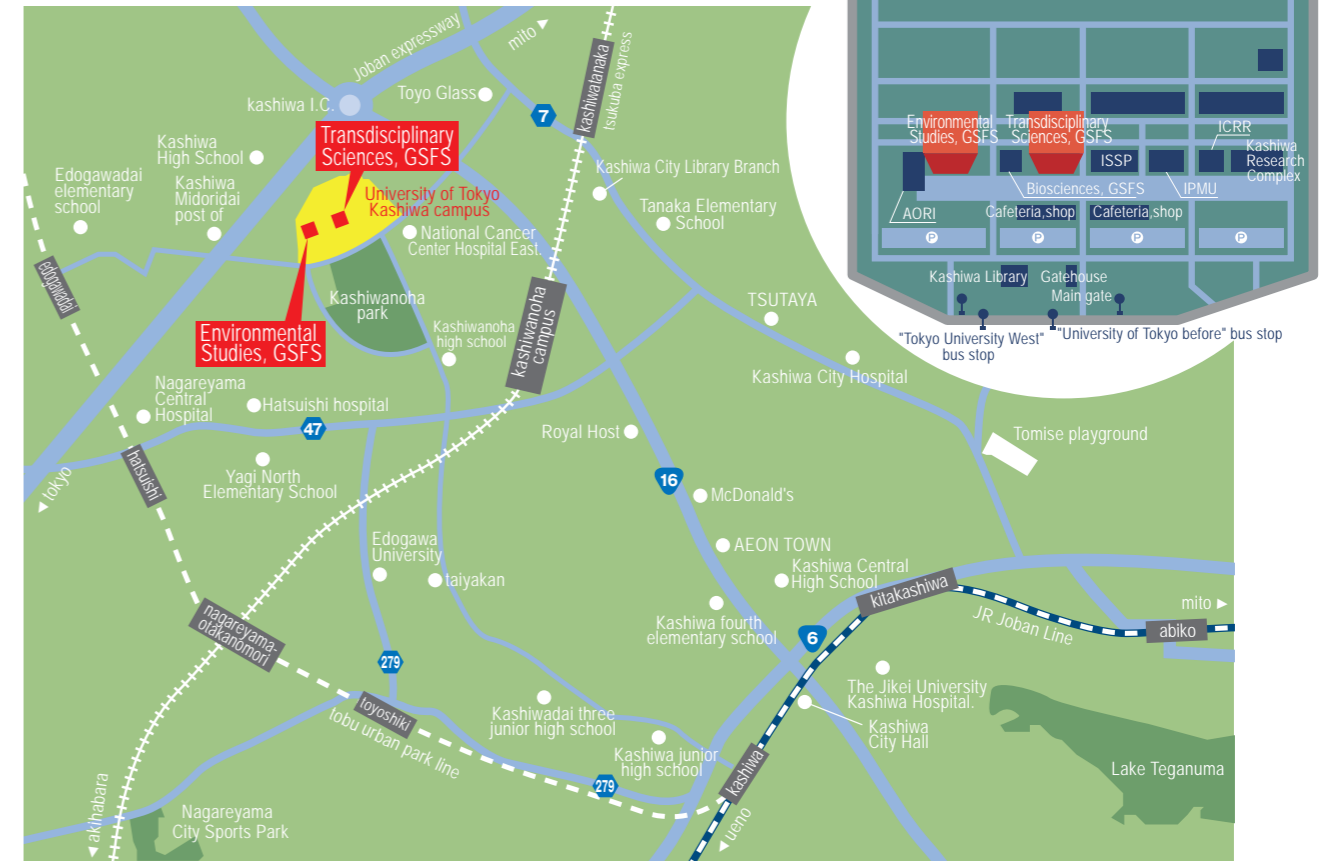 Joban expressway
mito
kashiwa I.C.
Toyo Glass
7
kashiwatanaka
Tsukuba express
Transdisciplinary
Sciences, GSFS
Kashiwa
High School
Edogawadai
elementary
school
Kashiwa
Midoridai
post of
University of Tokyo
Kashiwa campus
Kashiwa City Library Branch
Tanaka Elementary
School
National Cancer
Center Hospital East.
edogawadai
Kashiwanoha
park
Environmental
Studies, GSFS
Kashiwanoha
high school
kashiwanoha
campus
TSUTAYA
Kashiwa City Hospital
Nagareyama
Central
Hospital
Hatsuishi hospital
47
Royal Host
Tomise playground
hatsuishi
tokyo
Yagi North
Elementary School
16
McDonald's
AEON TOWN
Edogawa
University
taiyakan
Kashiwa Central
High School
kitakashiwa
mito
JR Joban Line
abiko
Kashiwa fourth
elementary school
6
nagareyama-
otakanomori
279
The Jikei University
Kashiwa Hospital.
Kashiwa
City Hall
toyoshiki
tobu urban park line
Kashiwadai three
junior high school
Kashiwa junior
high school
279
kashiwa
ueno
Lake Teganuma
akihabara
Nagareyama
City Sports Park
Environmental
Studies, GSFS
Transdisciplinary
Sciences, GSFS
ICRR
Kashiwa
Research
Complex
ISSP
Biosciences, GSFS
IPMU
AORI
Cafeteria,shop
Cafeteria,shop
P
P
P
P
Kashiwa Library
Gatehouse
Main gate
"Tokyo University West"
bus stop
"University of Tokyo before" bus stop